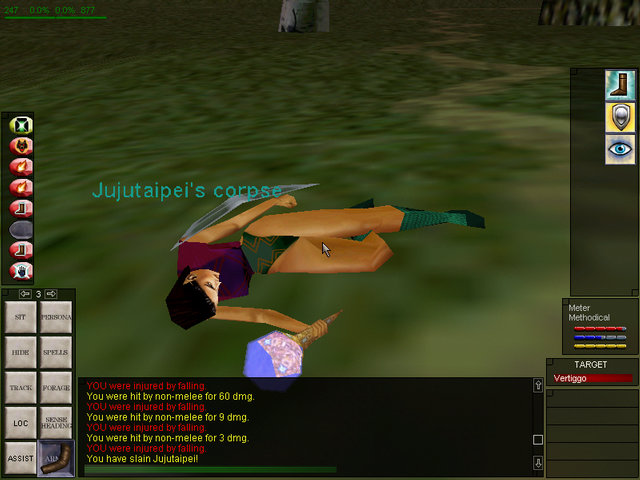 247 0.0% 0.0% 877
Jujutaipei's corpse
3
SIT
PERSONA
HIDE
SPELLS
TRACK
FORAGE
LOC
SENSE HEADING
ASSIST
Meter
Methodical
TARGET
Vertiggo
YOU were injured by falling.
You were hit by non-melee for 60 dmg.
YOU were injured by falling.
You were hit by non-melee for 9 dmg.
YOU were injured by falling.
You were hit by non-melee for 3 dmg.
YOU were injured by falling.
You have slain Jujutaipei!